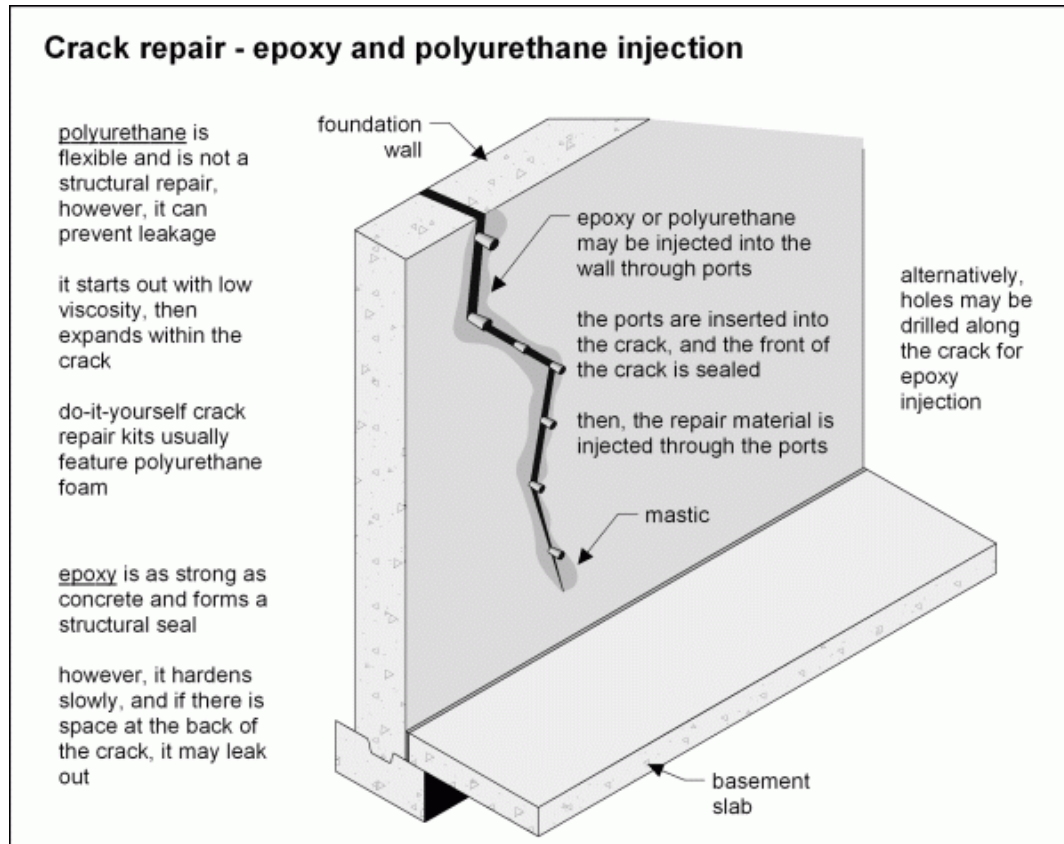 Crack repair - epoxy and polyurethane injection
polyurethane is
flexible and is not a
structural repair,
however, it can
prevent leakage
it starts out with low
viscosity, then
expands within the
crack
do-it-yourself crack
repair kits usually
feature polyurethane
foam
epoxy is as strong as
concrete and forms a
structural seal
however, it hardens
slowly, and if there is
space at the back of
the crack, it may leak
out
foundation
wall
epoxy or polyurethane
may be injected into the
wall through ports
the ports are inserted into
the crack, and the front of
the crack is sealed
then, the repair material is
injected through the ports
mastic
alternatively,
holes may be
drilled along
the crack for
epoxy
injection
basement
slab